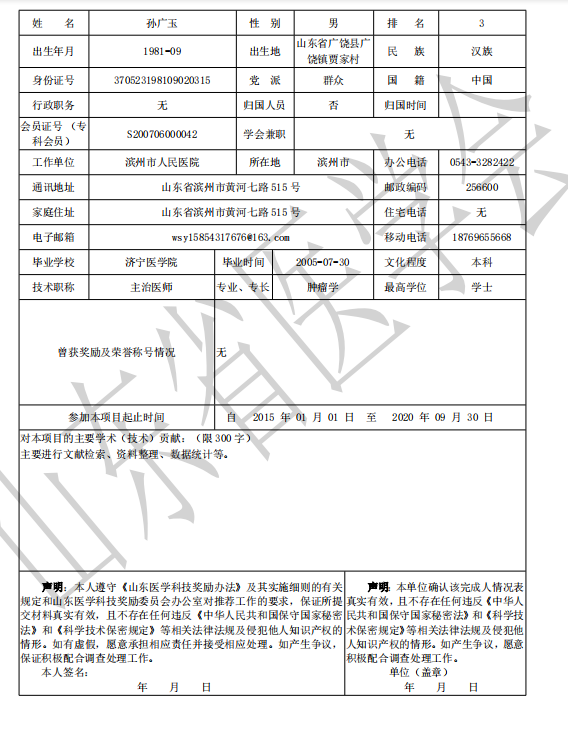 姓 名 孙广玉 性 别 男 排 名 3
出生年月 1981-09 出生地 山东省广饶县广饶镇贾家村 民 族 汉族
身份证号 370523198109020315 党 派 群众 国 籍 中国
行政职务 无 归国人员 否 归国时间
会员证号（专科会员） S200706000042 学会兼职 无
工作单位 滨州市人民医院 所在地 滨州市 办公电话 0543-3282422
通讯地址 山东省滨州市黄河七路515号 邮政编码 256600
家庭住址 山东省滨州市黄河七路515号 住宅电话 无
电子邮箱 wsy15854317676@163.com 移动电话 18769655668
毕业学校 济宁医学院 毕业时间 2005-07-30 文化程度 本科
技术职称 主治医师 专业、专长 肿瘤学 最高学位 学士
曾获奖励及荣誉称号情况 无
参加本项目起止时间 自 2015 年 01 月 01 日 至 2020 年 09 月 30 日
对本项目的主要学术（技术）贡献：（限300字）
主要进行文献检索、资料整理、数据统计等。
声明：本人遵守《山东医学科技奖励办法》及其实施细则的有关
规定和山东医学科技奖励委员会办公室对推荐工作的要求，保证所提
交材料真实有效，且不存在任何违反《中华人民共和国保守国家秘密
法》和《科学技术保密规定》等相关法律法规及侵犯他人知识产权的
情形。如有虚假，愿意承担相应责任并接受相应处理。如产生争议，
保证积极配合调查处理工作。
本人签名：
年 月 日
声明：本单位确认该完成人情况表
真实有效，且不存在任何违反《中华人
民共和国保守国家秘密法》和《科学技
术保密规定》等相关法律法规及侵犯他
人知识产权的情形。如产生争议，愿意
积极配合调查处理工作。
单位（盖章）
年 月 日
山东省医学会